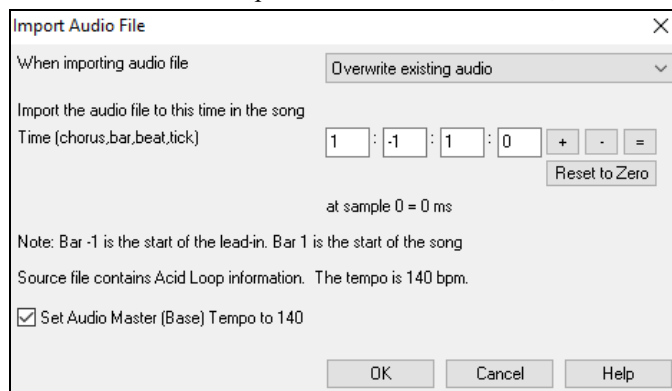 Import Audio File
When importing audio file Overwrite existing audio
Import the audio file to this time in the song
Time (chorus,bar,beat,tick) 1 : -1 : 1 : 0 + - =
Reset to Zero
at sample 0 = 0 ms
Note: Bar -1 is the start of the lead-in. Bar 1 is the start of the song
Source file contains Acid Loop information. The tempo is 140 bpm.
Set Audio Master (Base) Tempo to 140
OK Cancel Help